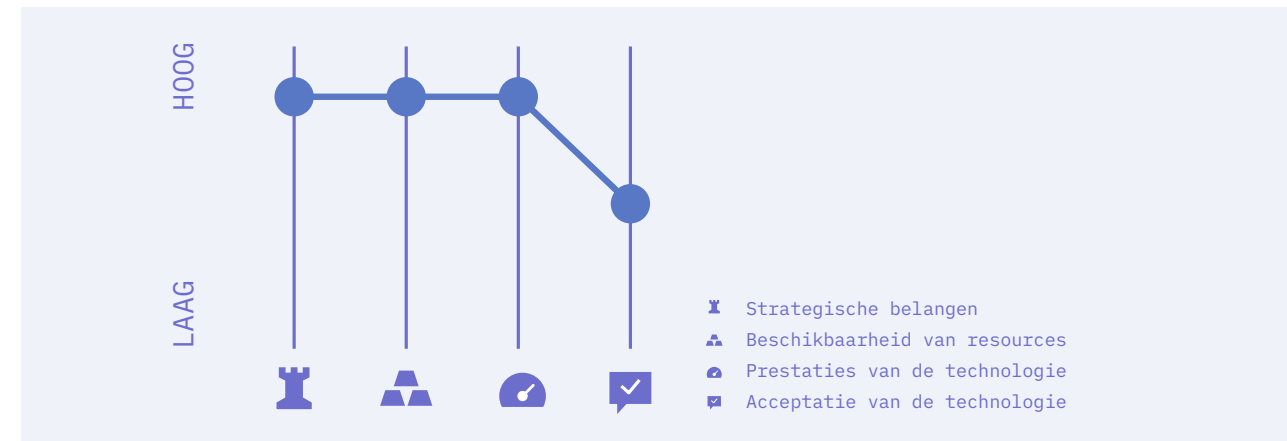 HOOG
LAAG
Strategische belangen
Beschikbaarheid van resources
Prestaties van de technologie
Acceptatie van de technologie